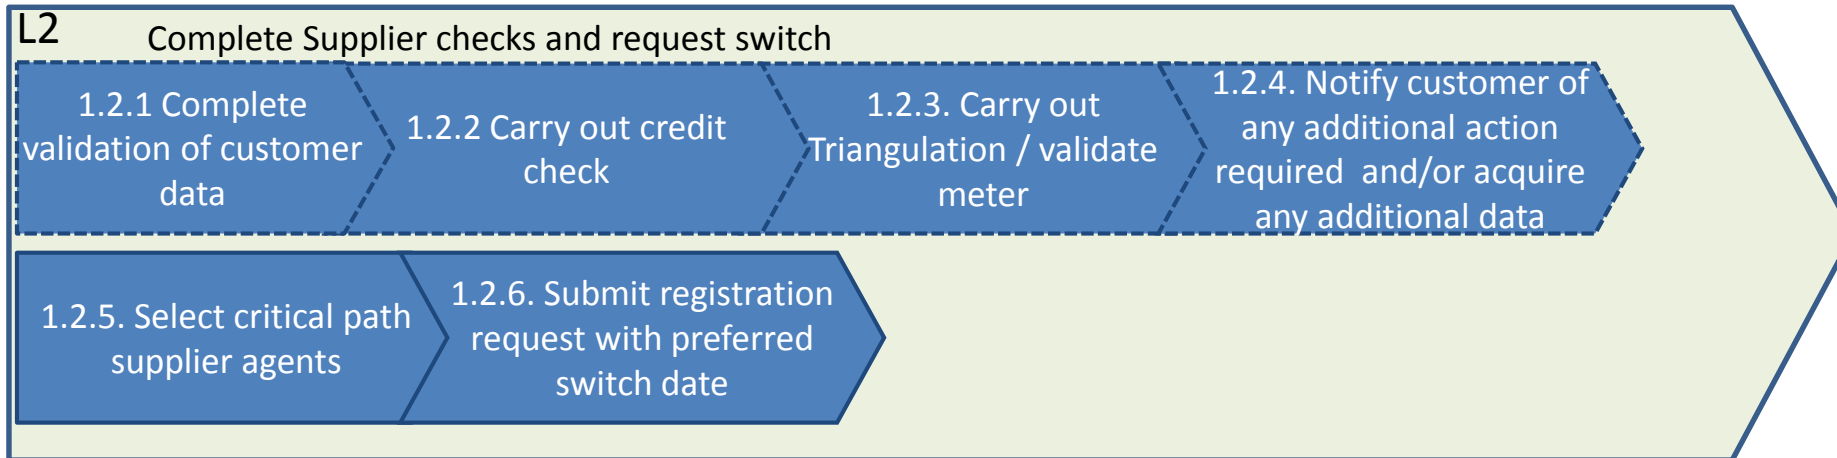 L2
Complete Supplier checks and request switch
1.2.1 Complete
validation of customer
data
1.2.2 Carry out credit
check
1.2.3. Carry out
Triangulation / validate
meter
1.2.4. Notify customer of
any additional action
required  and/or acquire
any additional data
1.2.5. Select critical path
supplier agents
1.2.6. Submit registration
request with preferred
switch date